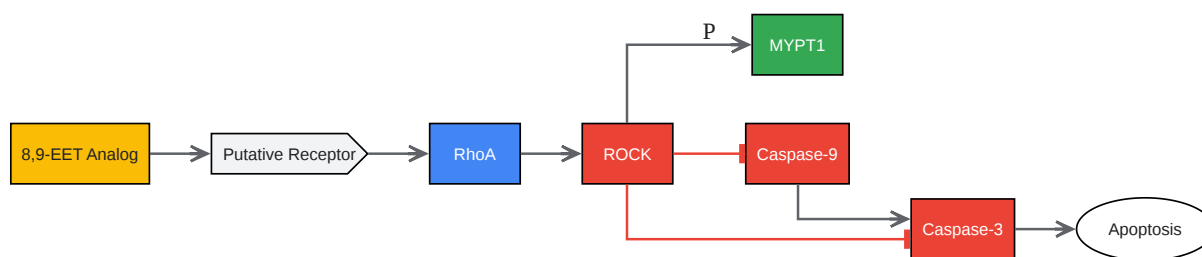 P
MYPT1
8,9-EET Analog
Putative Receptor
RhoA
ROCK
Caspase-9
Caspase-3
Apoptosis